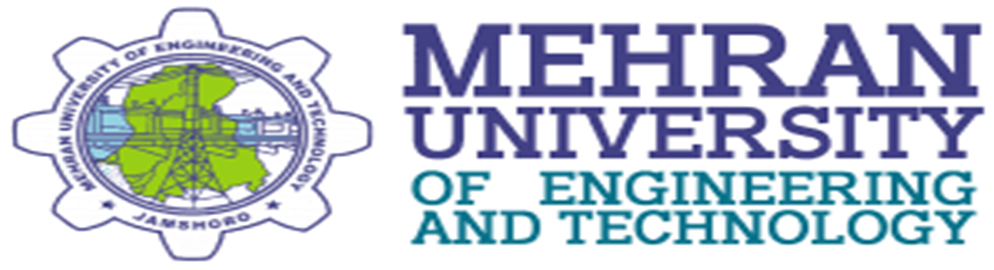 MEHRAN UNIVERSITY OF ENGINEERING AND TECHNOLOGY
JAMSHORO
MEHRAN
UNIVERSITY
OF ENGINEERING
AND TECHNOLOGY